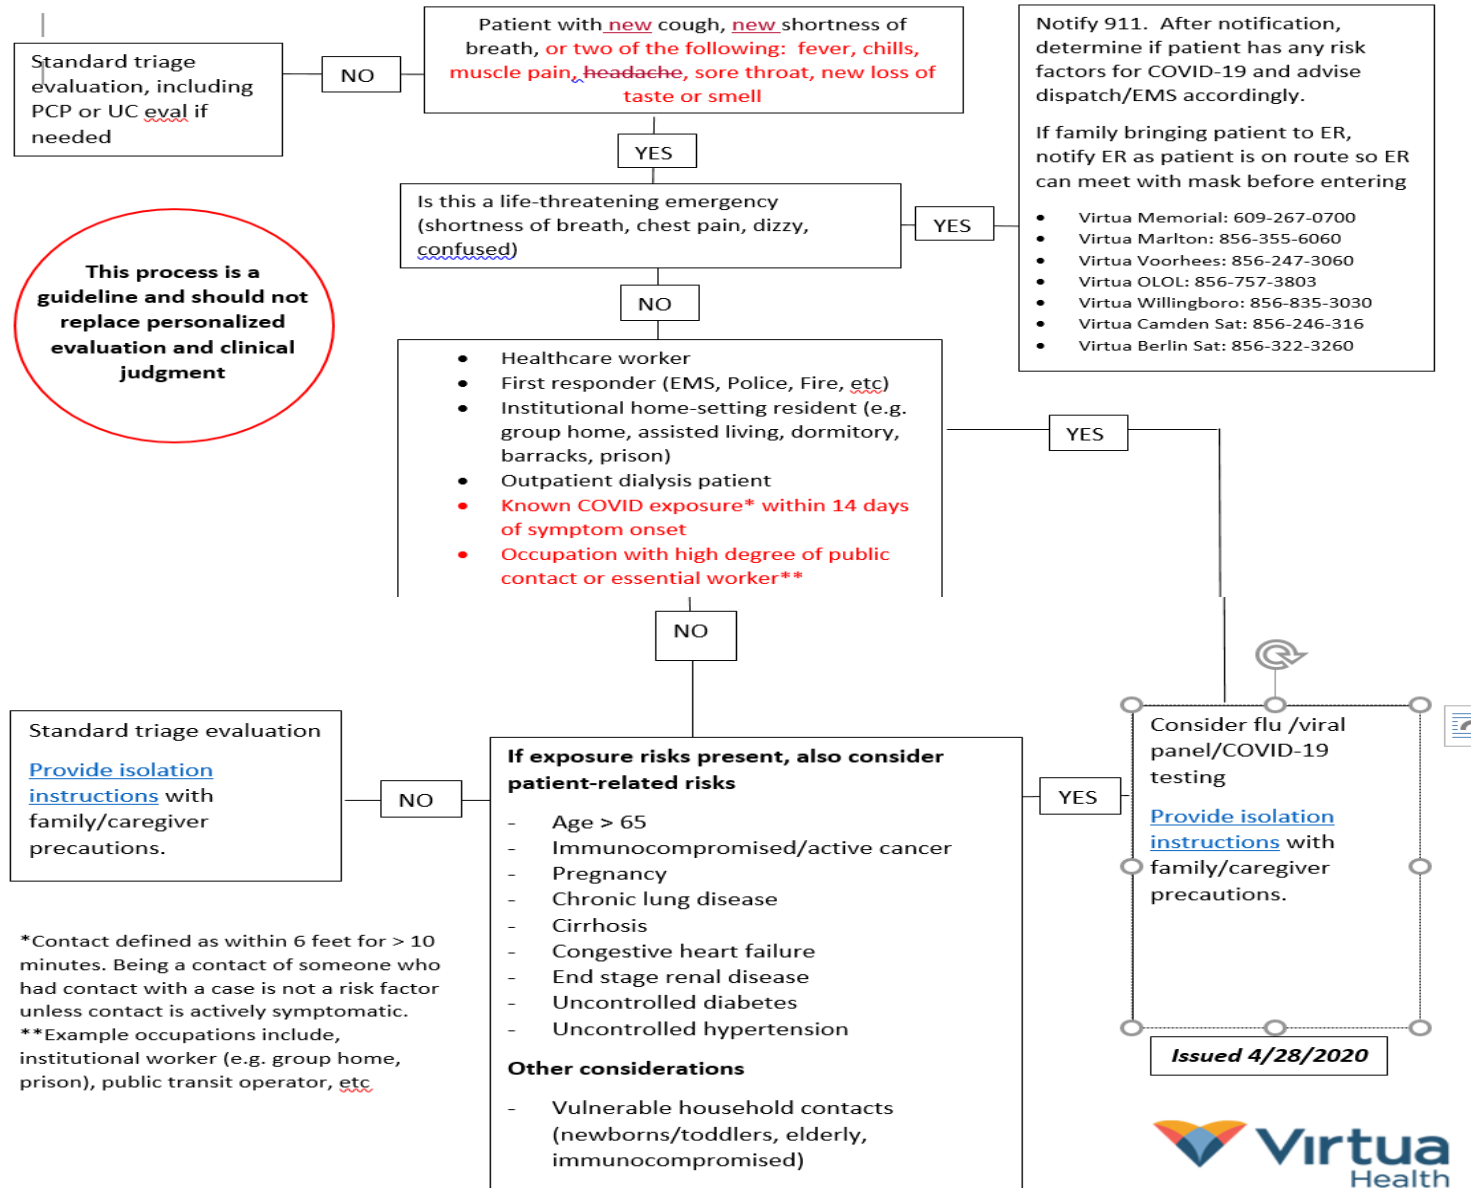 Patient with new cough, new shortness of
breath, or two of the following:  fever, chills,
muscle pain, headache, sore throat, new loss of
taste or smell
NO
Standard triage
evaluation, including
PCP or UC eval if
needed
YES
Is this a life-threatening emergency
(shortness of breath, chest pain, dizzy,
confused)
YES
Notify 911.  After notification,
determine if patient has any risk
factors for COVID-19 and advise
dispatch/EMS accordingly.
If family bringing patient to ER,
notify ER as patient is on route so ER
can meet with mask before entering
• Virtua Memorial: 609-267-0700
• Virtua Marlton: 856-355-6060
• Virtua Voorhees: 856-247-3060
• Virtua OLOL: 856-757-3803
• Virtua Willingboro: 856-835-3030
• Virtua Camden Sat: 856-246-316
• Virtua Berlin Sat: 856-322-3260
This process is a
guideline and should not
replace personalized
evaluation and clinical
judgment
NO
• Healthcare worker
• First responder (EMS, Police, Fire, etc)
• Institutional home-setting resident (e.g.
group home, assisted living, dormitory,
barracks, prison)
• Outpatient dialysis patient
• Known COVID exposure* within 14 days
of symptom onset
• Occupation with high degree of public
contact or essential worker**
YES
NO
If exposure risks present, also consider
patient-related risks
- Age > 65
- Immunocompromised/active cancer
- Pregnancy
- Chronic lung disease
- Cirrhosis
- Congestive heart failure
- End stage renal disease
- Uncontrolled diabetes
- Uncontrolled hypertension
Other considerations
- Vulnerable household contacts
(newborns/toddlers, elderly,
immunocompromised)
NO
Standard triage evaluation
Provide isolation
instructions with
family/caregiver
precautions.
YES
Consider flu /viral
panel/COVID-19
testing
Provide isolation
instructions with
family/caregiver
precautions.
*Contact defined as within 6 feet for > 10
minutes. Being a contact of someone who
had contact with a case is not a risk factor
unless contact is actively symptomatic.
**Example occupations include,
institutional worker (e.g. group home,
prison), public transit operator, etc
Issued 4/28/2020
Virtua
Health